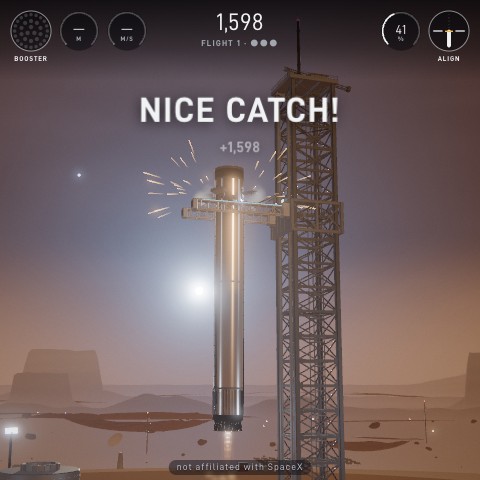 1,598
FLIGHT 1 ·
—
M
—
M/S
BOOSTER
41
%
ALIGN
NICE CATCH!
+1,598
not affiliated with SpaceX